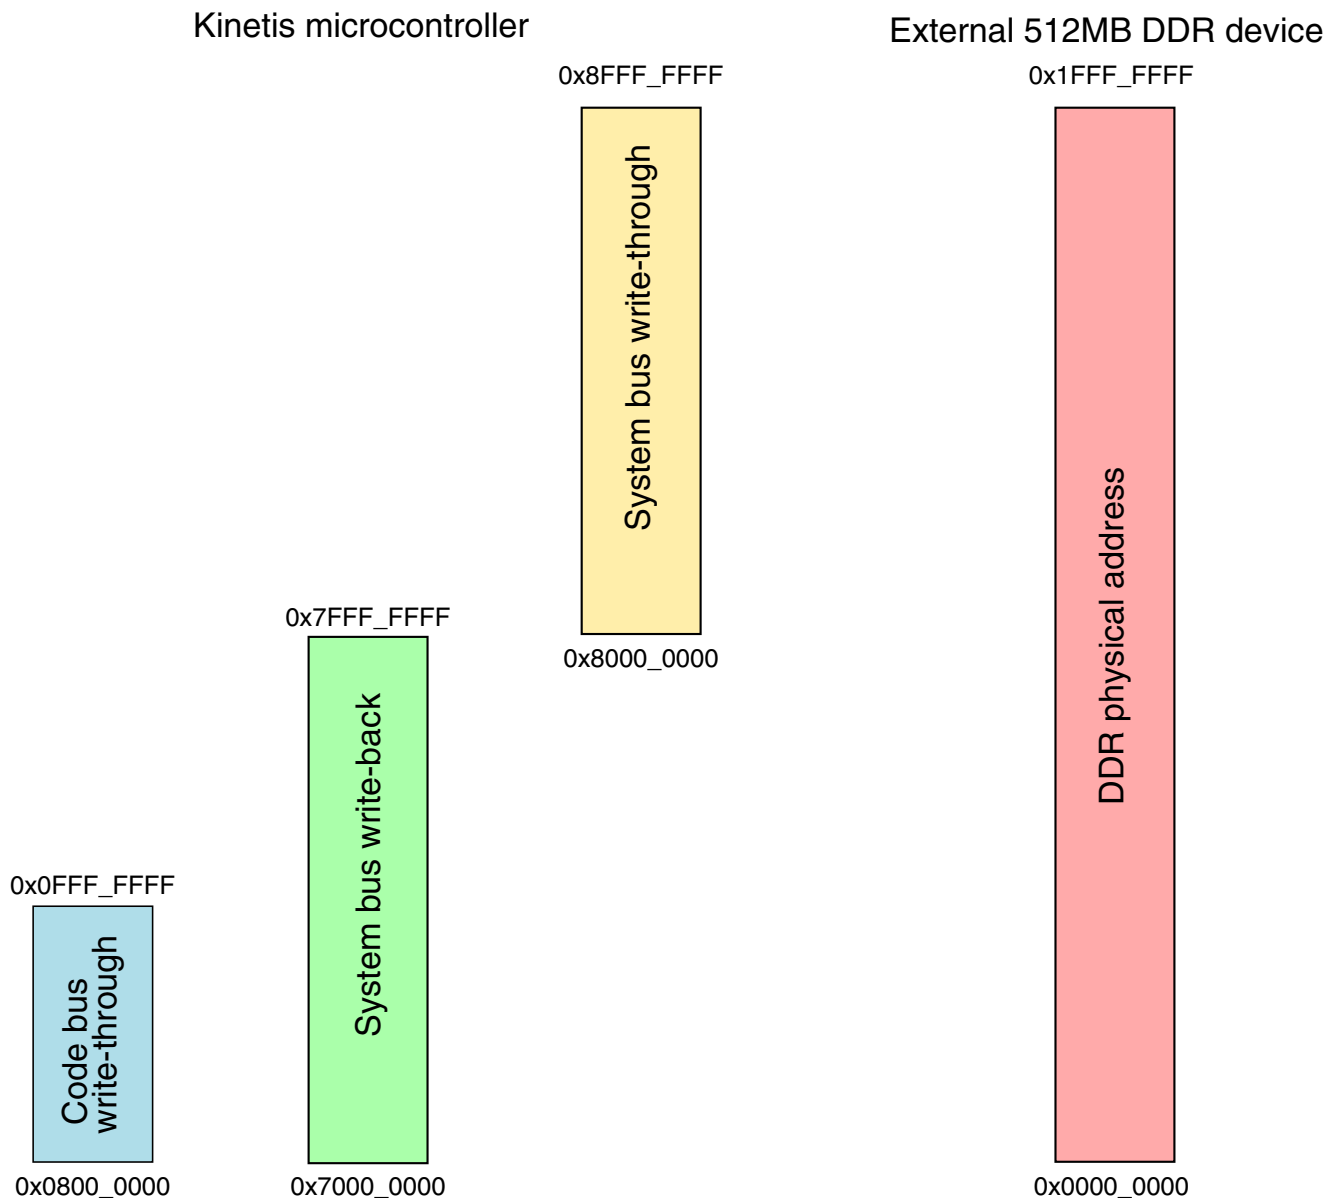 Kinetis microcontroller
External 512MB DDR device
0x8FFF_FFFF
0x1FFF_FFFF
System bus write-through
DDR physical address
0x7FFF_FFFF
0x8000_0000
System bus write-back
0x0FFF_FFFF
Code bus
write-through
0x0800_0000
0x7000_0000
0x0000_0000